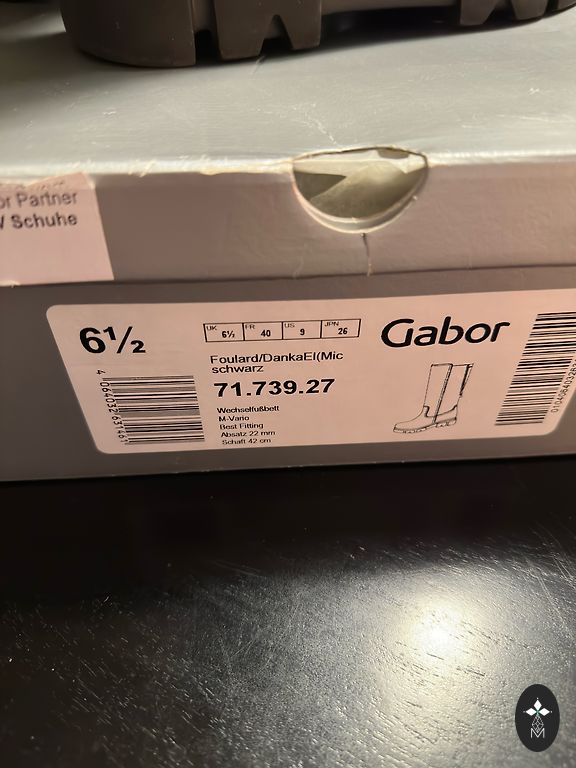 or Partner
Schuhe
6½
UK 6½ FR 40 US 9 JPN 26
Gabor
Foulard/DankaEl(Mic
schwarz
71.739.27
Wechselfußbett
M-Vario
Best Fitting
Absatz 22 mm
Schaft 42 cm
M